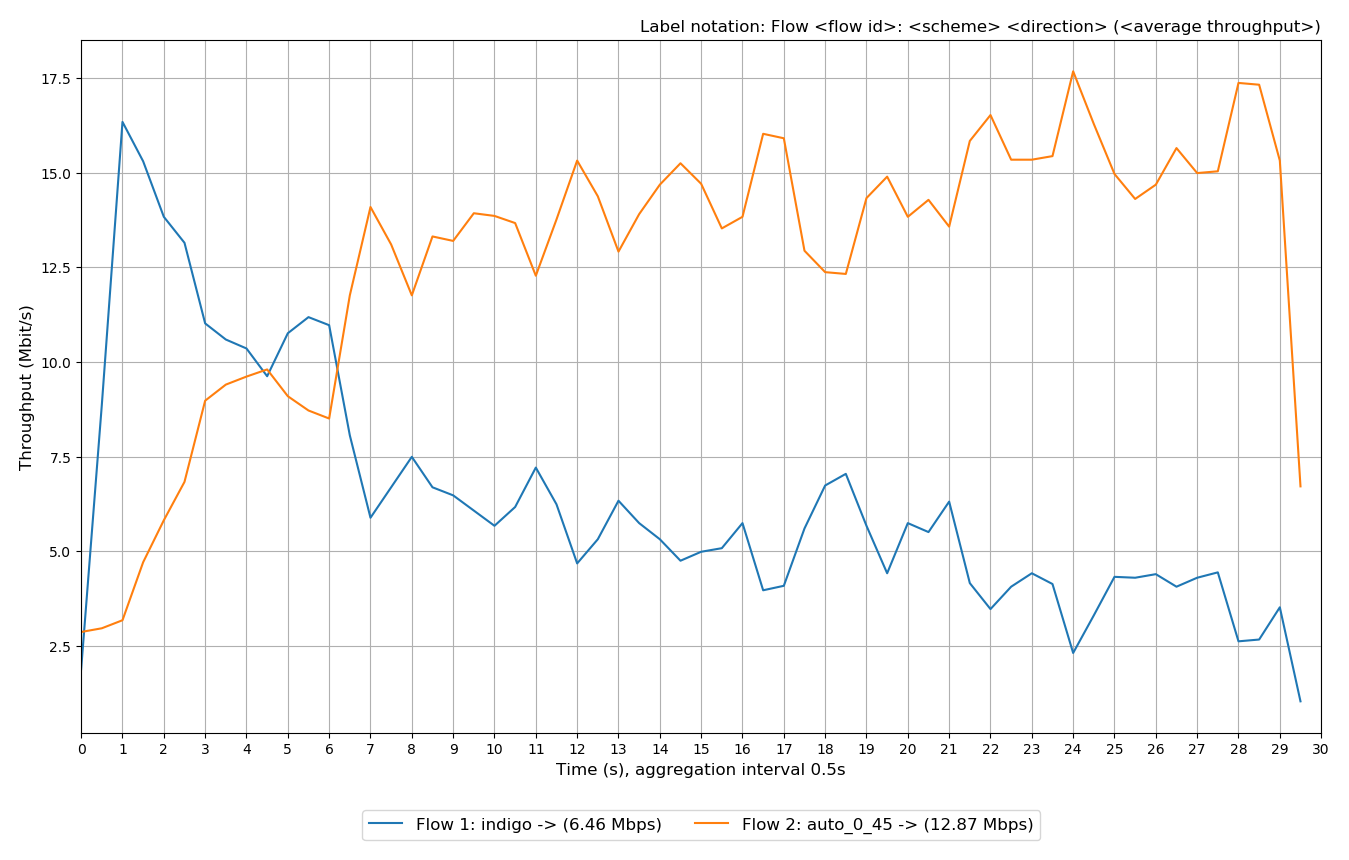 Label notation: Flow <flow id>: <scheme> <direction> (<average throughput>)
17.5
15.0
12.5
10.0
7.5
5.0
2.5
Throughput (Mbit/s)
0 1 2 3 4 5 6 7 8 9 10 11 12 13 14 15 16 17 18 19 20 21 22 23 24 25 26 27 28 29 30
Time (s), aggregation interval 0.5s
Flow 1: indigo -> (6.46 Mbps) Flow 2: auto_0_45 -> (12.87 Mbps)